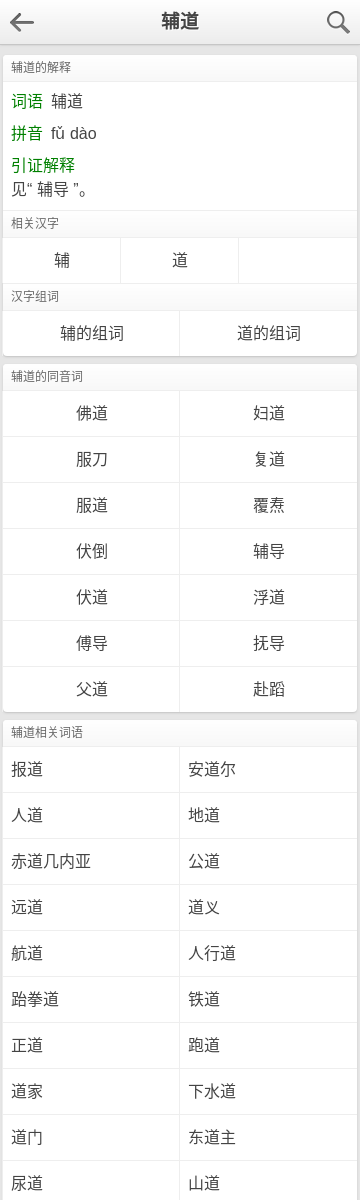 辅道
辅道的解释
词语 辅道
拼音 fǔ dào
引证解释
见“ 辅导 ”。
相关汉字
辅 道
汉字组词
辅的组词 道的组词
辅道的同音词
佛道 妇道
服刀 复道
服道 覆焘
伏倒 辅导
伏道 浮道
傅导 抚导
父道 赴蹈
辅道相关词语
报道 安道尔
人道 地道
赤道几内亚 公道
远道 道义
航道 人行道
跆拳道 铁道
正道 跑道
道家 下水道
道门 东道主
尿道 山道